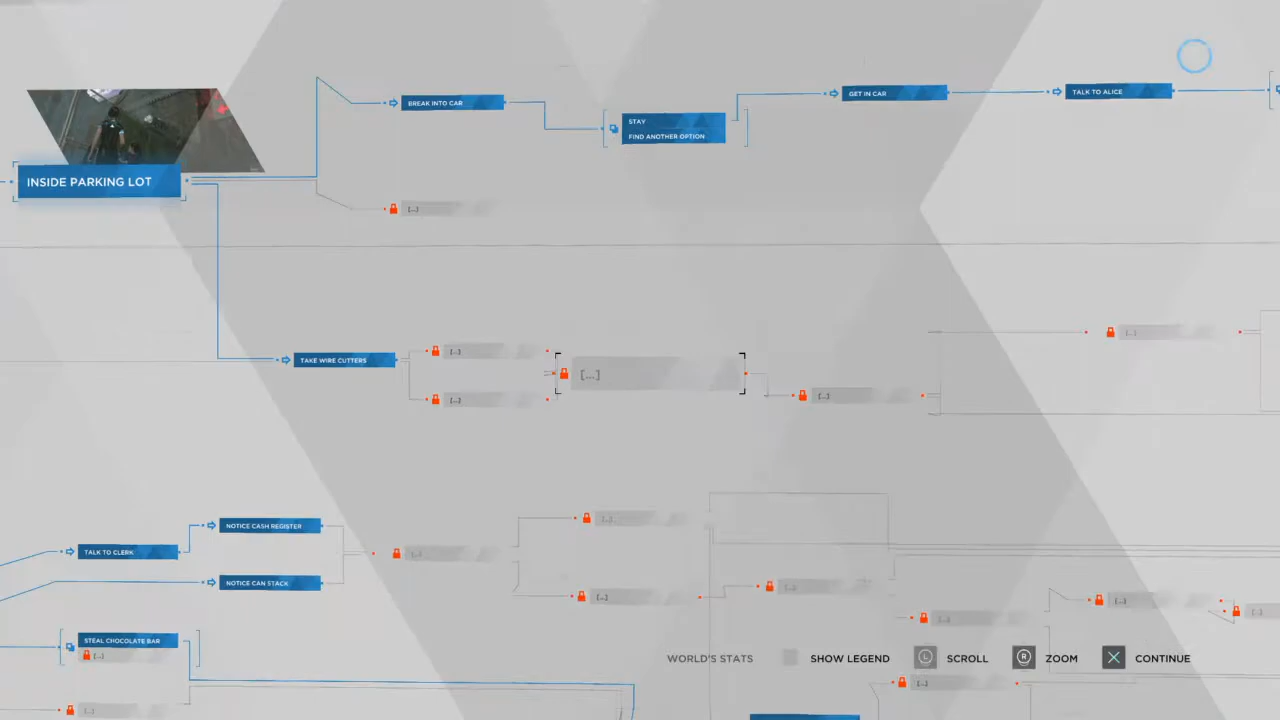 BREAK INTO CAR
STAY
FIND ANOTHER OPTION
GET IN CAR
TALK TO ALICE
INSIDE PARKING LOT
[...]
TAKE WIRE CUTTERS
[...]
[...]
[...]
[...]
[...]
TALK TO CLERK
NOTICE CASH REGISTER
NOTICE CAN STACK
[...]
[...]
[...]
[...]
[...]
[...]
[...]
STEAL CHOCOLATE BAR
[...]
[...]
[...]
WORLD'S STATS
SHOW LEGEND
L
SCROLL
R
ZOOM
CONTINUE